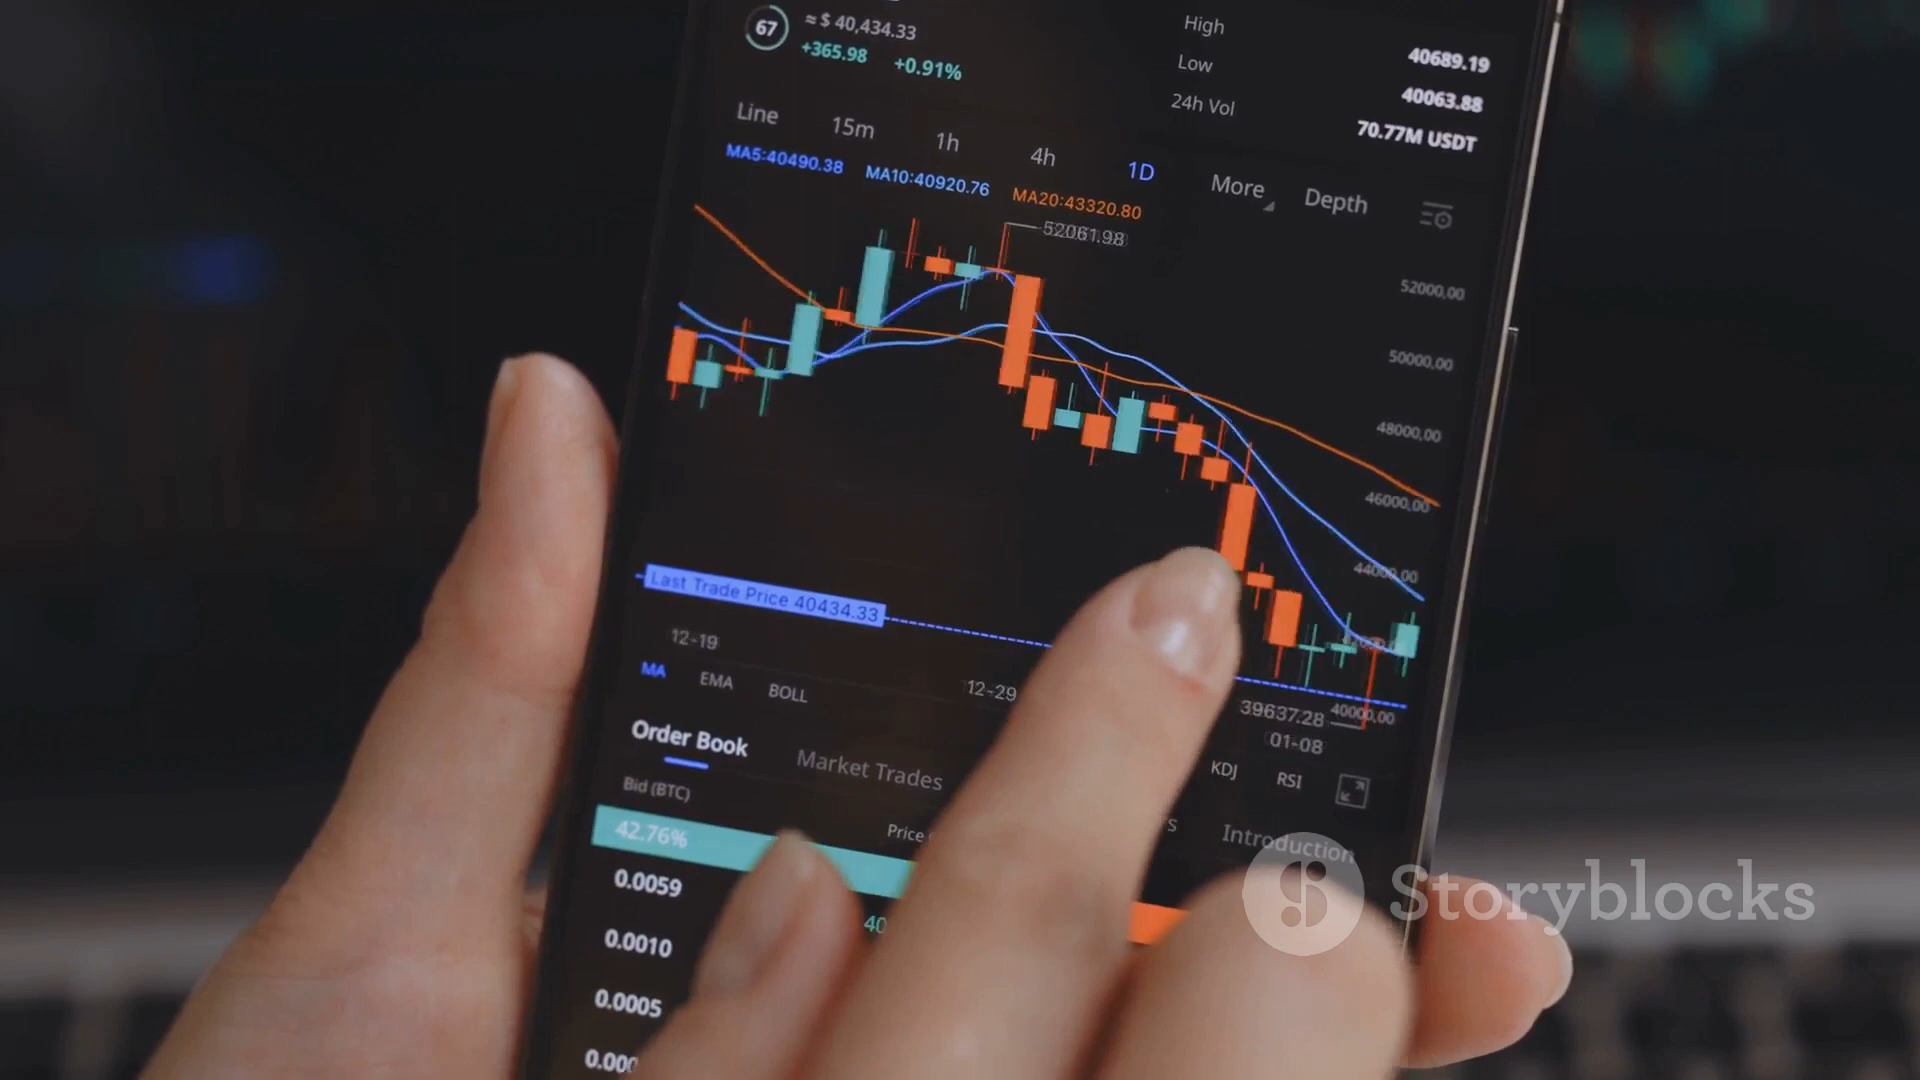 67
≈ $ 40,434.33
+365.98 +0.91%
High 40689.19
Low 40063.88
24h Vol 70.77M USDT
Line 15m 1h 4h 1D More Depth
MA5:40490.38 MA10:40920.76 MA20:43320.80
52061.98
52000.00
50000.00
48000.00
46000.00
44000.00
Last Trade Price 40434.33
40000.00
39637.28
12-19 12-29 01-08
MA EMA BOLL KDJ RSI
Order Book Market Trades Introduction
Bid (BTC) Price
42.76%
0.0059 40
0.0010
0.0005
0.000
Storyblocks